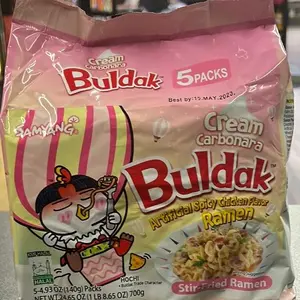 Cream
Carbonara
Buldak
5 PACKS
Best by: 15.MAY.2023.
SAMYANG
Cream
Carbonara
Buldak
Artificial Spicy Chicken Flavor
Ramen
HALAL
HOCHI
Stir-Fried Ramen
5-4.93 OZ (140g) Packs
NET WT. 24.65 OZ (1 LB 8.65 OZ) 700g